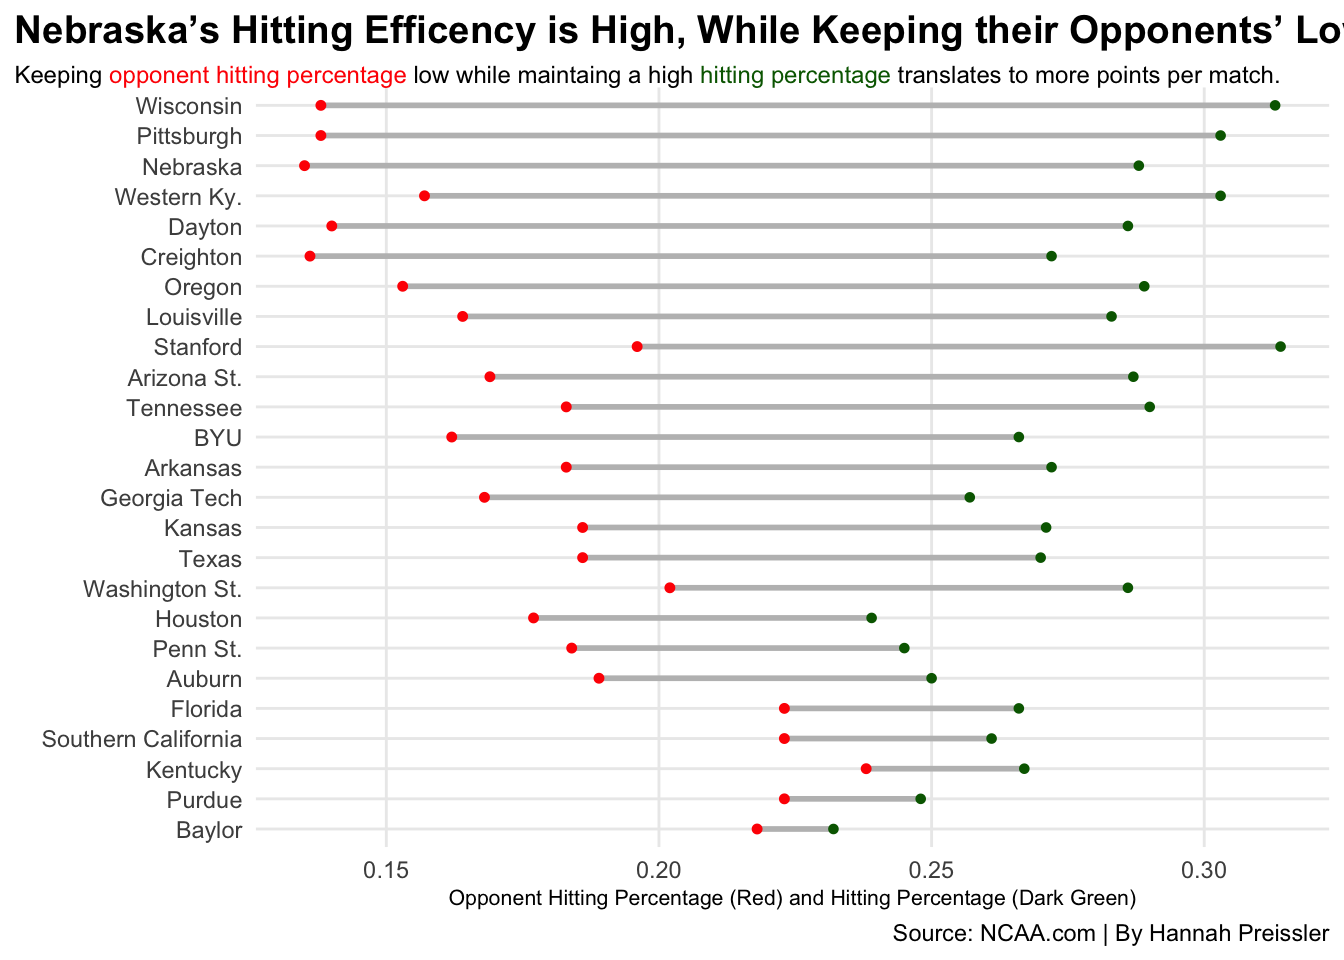 Nebraska’s Hitting Efficency is High, While Keeping their Opponents’ Lo
Keeping opponent hitting percentage low while maintaing a high hitting percentage translates to more points per match.
Wisconsin
Pittsburgh
Nebraska
Western Ky.
Dayton
Creighton
Oregon
Louisville
Stanford
Arizona St.
Tennessee
BYU
Arkansas
Georgia Tech
Kansas
Texas
Washington St.
Houston
Penn St.
Auburn
Florida
Southern California
Kentucky
Purdue
Baylor
0.15 0.20 0.25 0.30
Opponent Hitting Percentage (Red) and Hitting Percentage (Dark Green)
Source: NCAA.com | By Hannah Preissler